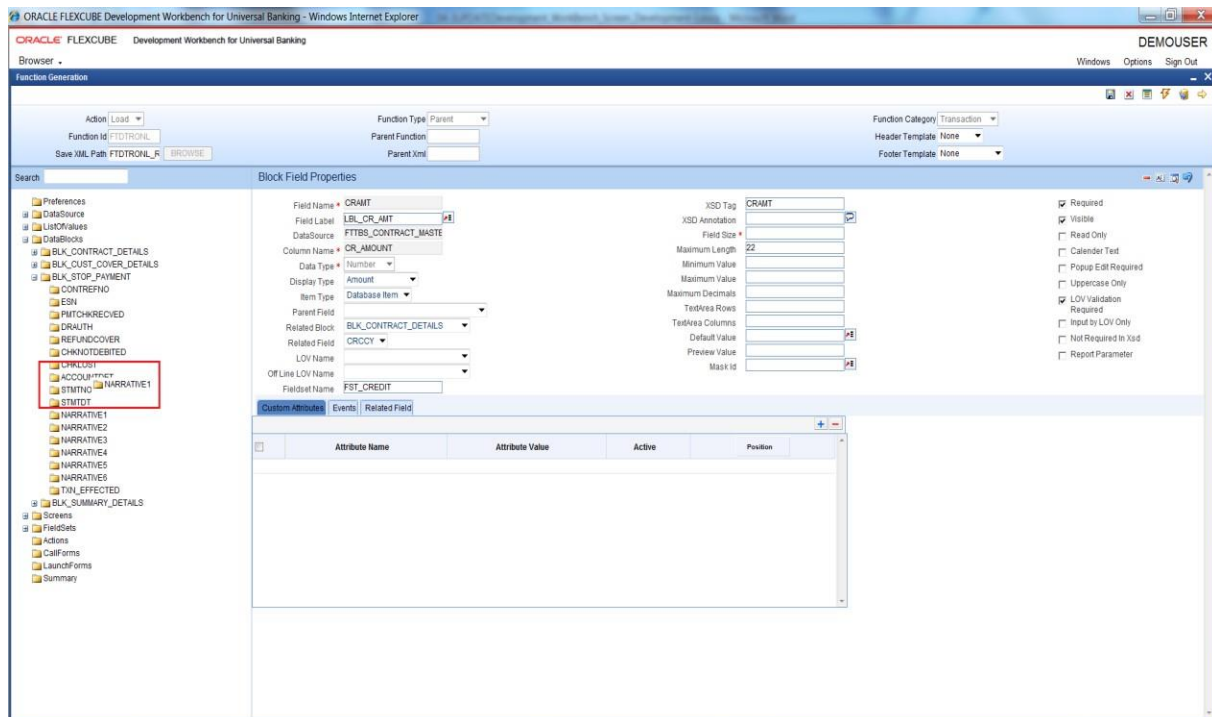 ORACLE FLEXCUBE Development Workbench for Universal Banking - Windows Internet Explorer
ORACLE FLEXCUBE Development Workbench for Universal Banking
DEMOUSER
Browser
Windows Options Sign Out
Function Generation
Action Load
Function Type Parent
Function Category Transaction
Function Id FTDTRONL
Parent Function
Header Template None
Save XML Path FTDTRONL_R BROWSE
Parent Xml
Footer Template None
Search
Preferences
DataSource
ListOfValues
DataBlocks
BLK_CONTRACT_DETAILS
BLK_CUST_COVER_DETAILS
BLK_STOP_PAYMENT
CONTREFNO
ESN
PMTCHKRECVED
DRAUTH
REFUNDCOVER
CHKNOTDEBITED
CHKLOST
ACCOUNTDET
NARRATIVE1
STMTNO
STMTDT
NARRATIVE1
NARRATIVE2
NARRATIVE3
NARRATIVE4
NARRATIVE5
NARRATIVE6
TXN_EFFECTED
BLK_SUMMARY_DETAILS
Screens
FieldSets
Actions
CallForms
LaunchForms
Summary
Block Field Properties
Field Name * CRAMT
Field Label LBL_CR_AMT
DataSource FTTBS_CONTRACT_MASTE
Column Name * CR_AMOUNT
Data Type * Number
Display Type Amount
Item Type Database Item
Parent Field
Related Block BLK_CONTRACT_DETAILS
Related Field CRCCY
LOV Name
Off Line LOV Name
Fieldset Name FST_CREDIT
XSD Tag CRAMT
XSD Annotation
Field Size *
Maximum Length 22
Minimum Value
Maximum Value
Maximum Decimals
TextArea Rows
TextArea Columns
Default Value
Preview Value
Mask Id
Required
Visible
Read Only
Calender Text
Popup Edit Required
Uppercase Only
LOV Validation Required
Input by LOV Only
Not Required In Xsd
Report Parameter
Custom Attributes Events Related Field
Attribute Name Attribute Value Active Position